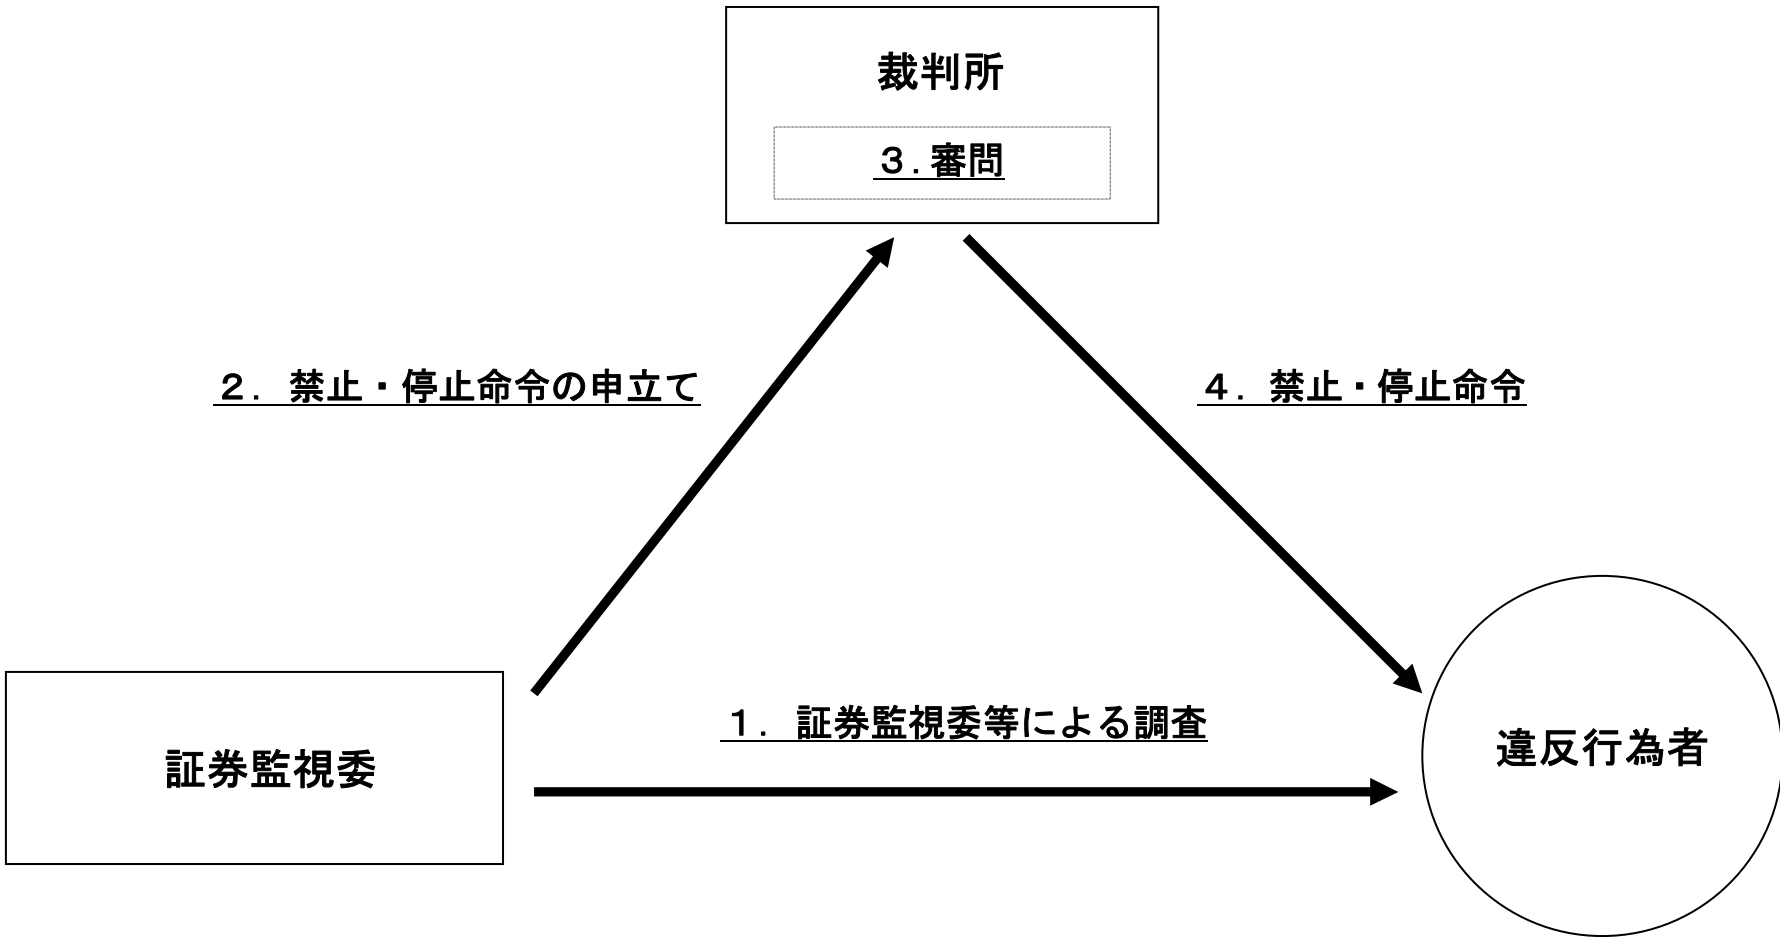 裁判所
３．審問
２． 禁止・停止命令の申立て
４． 禁止・停止命令
１． 証券監視委等による調査
証券監視委
違反行為者